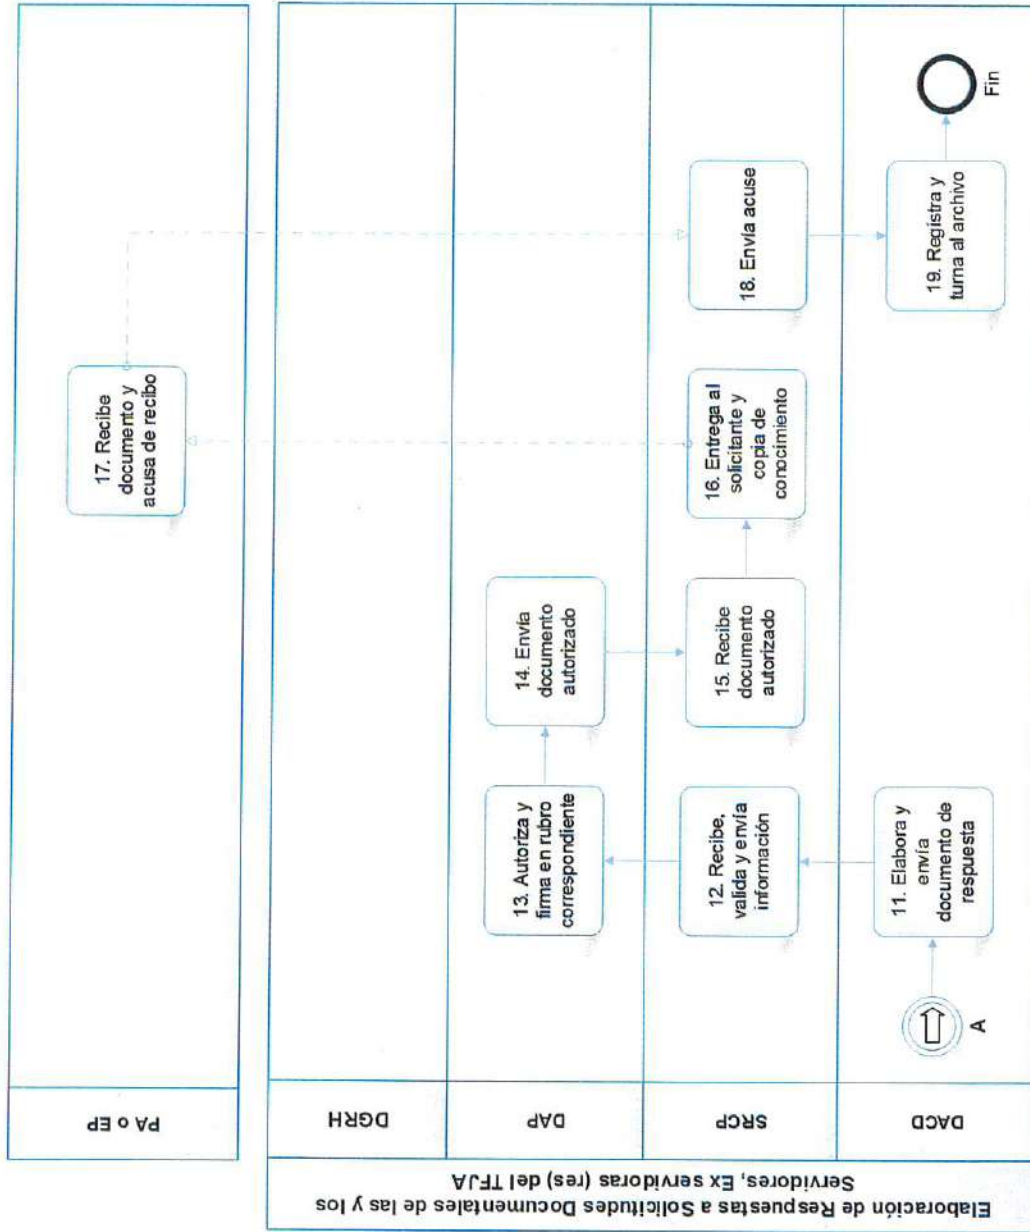 Elaboración de Respuestas a Solicitudes Documentales de las y los
Servidores, Ex servidoras (res) del TFJA
PA o EP
DGRH
DAP
SRCP
DACD
A
11. Elabora y
envía
documento de
respuesta
12. Recibe,
valida y envía
información
13. Autoriza y
firma en rubro
correspondiente
14. Envía
documento
autorizado
15. Recibe
documento
autorizado
16. Entrega al
solicitante y
copia de
conocimiento
17. Recibe
documento y
acusa de recibo
18. Envía acuse
19. Registra y
turna al archivo
Fin